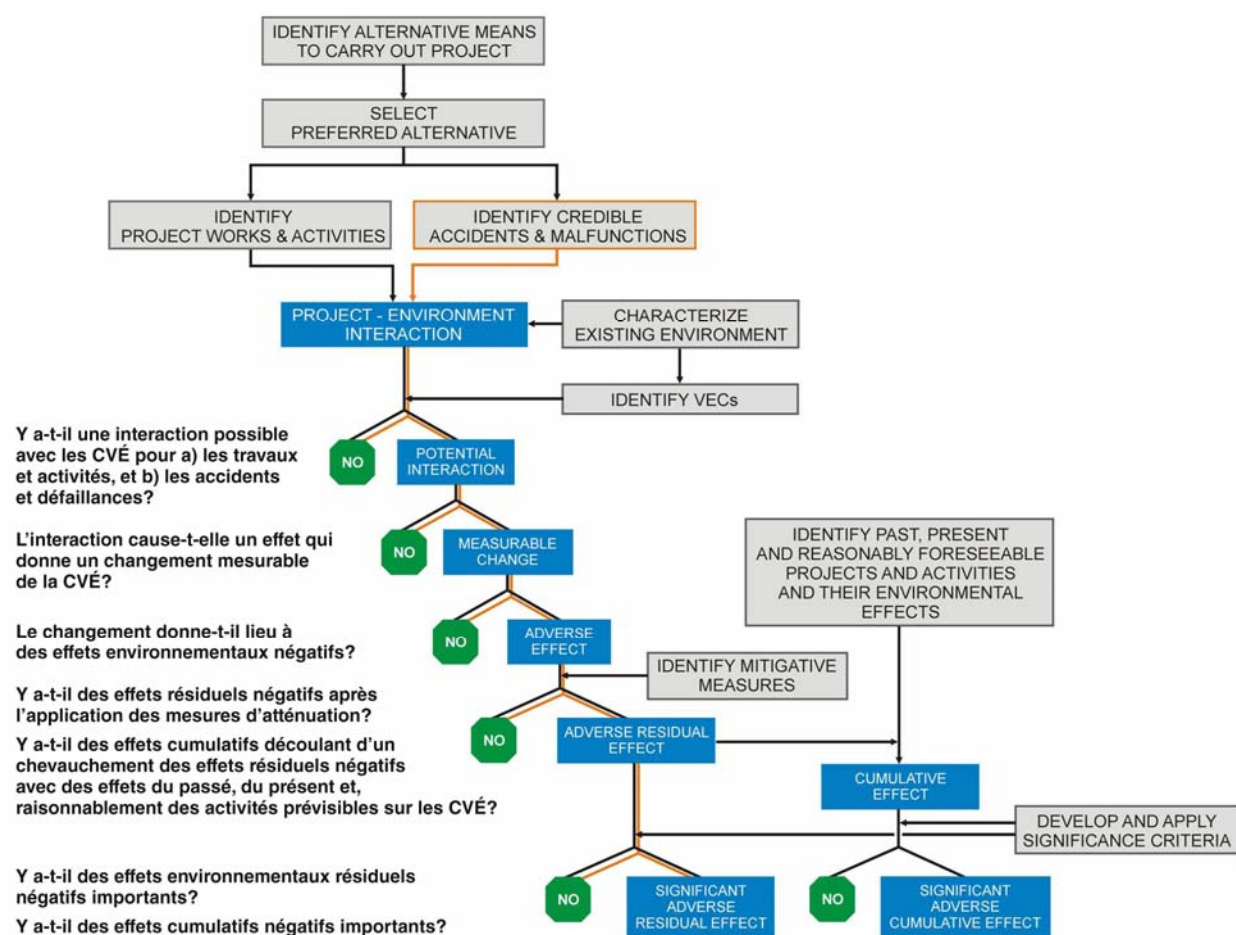 IDENTIFY ALTERNATIVE MEANS
TO CARRY OUT PROJECT
SELECT
PREFERRED ALTERNATIVE
IDENTIFY
PROJECT WORKS & ACTIVITIES
IDENTIFY CREDIBLE
ACCIDENTS & MALFUNCTIONS
PROJECT - ENVIRONMENT
INTERACTION
CHARACTERIZE
EXISTING ENVIRONMENT
IDENTIFY VECs
Y a-t-il une interaction possible
avec les CVÉ pour a) les travaux
et activités, et b) les accidents
et défaillances?
NO
POTENTIAL
INTERACTION
L'interaction cause-t-elle un effet qui
donne un changement mesurable
de la CVÉ?
NO
MEASURABLE
CHANGE
IDENTIFY PAST, PRESENT
AND REASONABLY FORESEEABLE
PROJECTS AND ACTIVITIES
AND THEIR ENVIRONMENTAL
EFFECTS
Le changement donne-t-il lieu à
des effets environnementaux négatifs?
NO
ADVERSE
EFFECT
IDENTIFY MITIGATIVE
MEASURES
Y a-t-il des effets résiduels négatifs après
l'application des mesures d'atténuation?
NO
ADVERSE RESIDUAL
EFFECT
Y a-t-il des effets cumulatifs découlant d'un
chevauchement des effets résiduels négatifs
avec des effets du passé, du présent et,
raisonnablement des activités prévisibles sur les CVÉ?
CUMULATIVE
EFFECT
DEVELOP AND APPLY
SIGNIFICANCE CRITERIA
Y a-t-il des effets environnementaux résiduels
négatifs importants?
Y a-t-il des effets cumulatifs négatifs importants?
NO
SIGNIFICANT
ADVERSE
RESIDUAL EFFECT
NO
SIGNIFICANT
ADVERSE
CUMULATIVE EFFECT